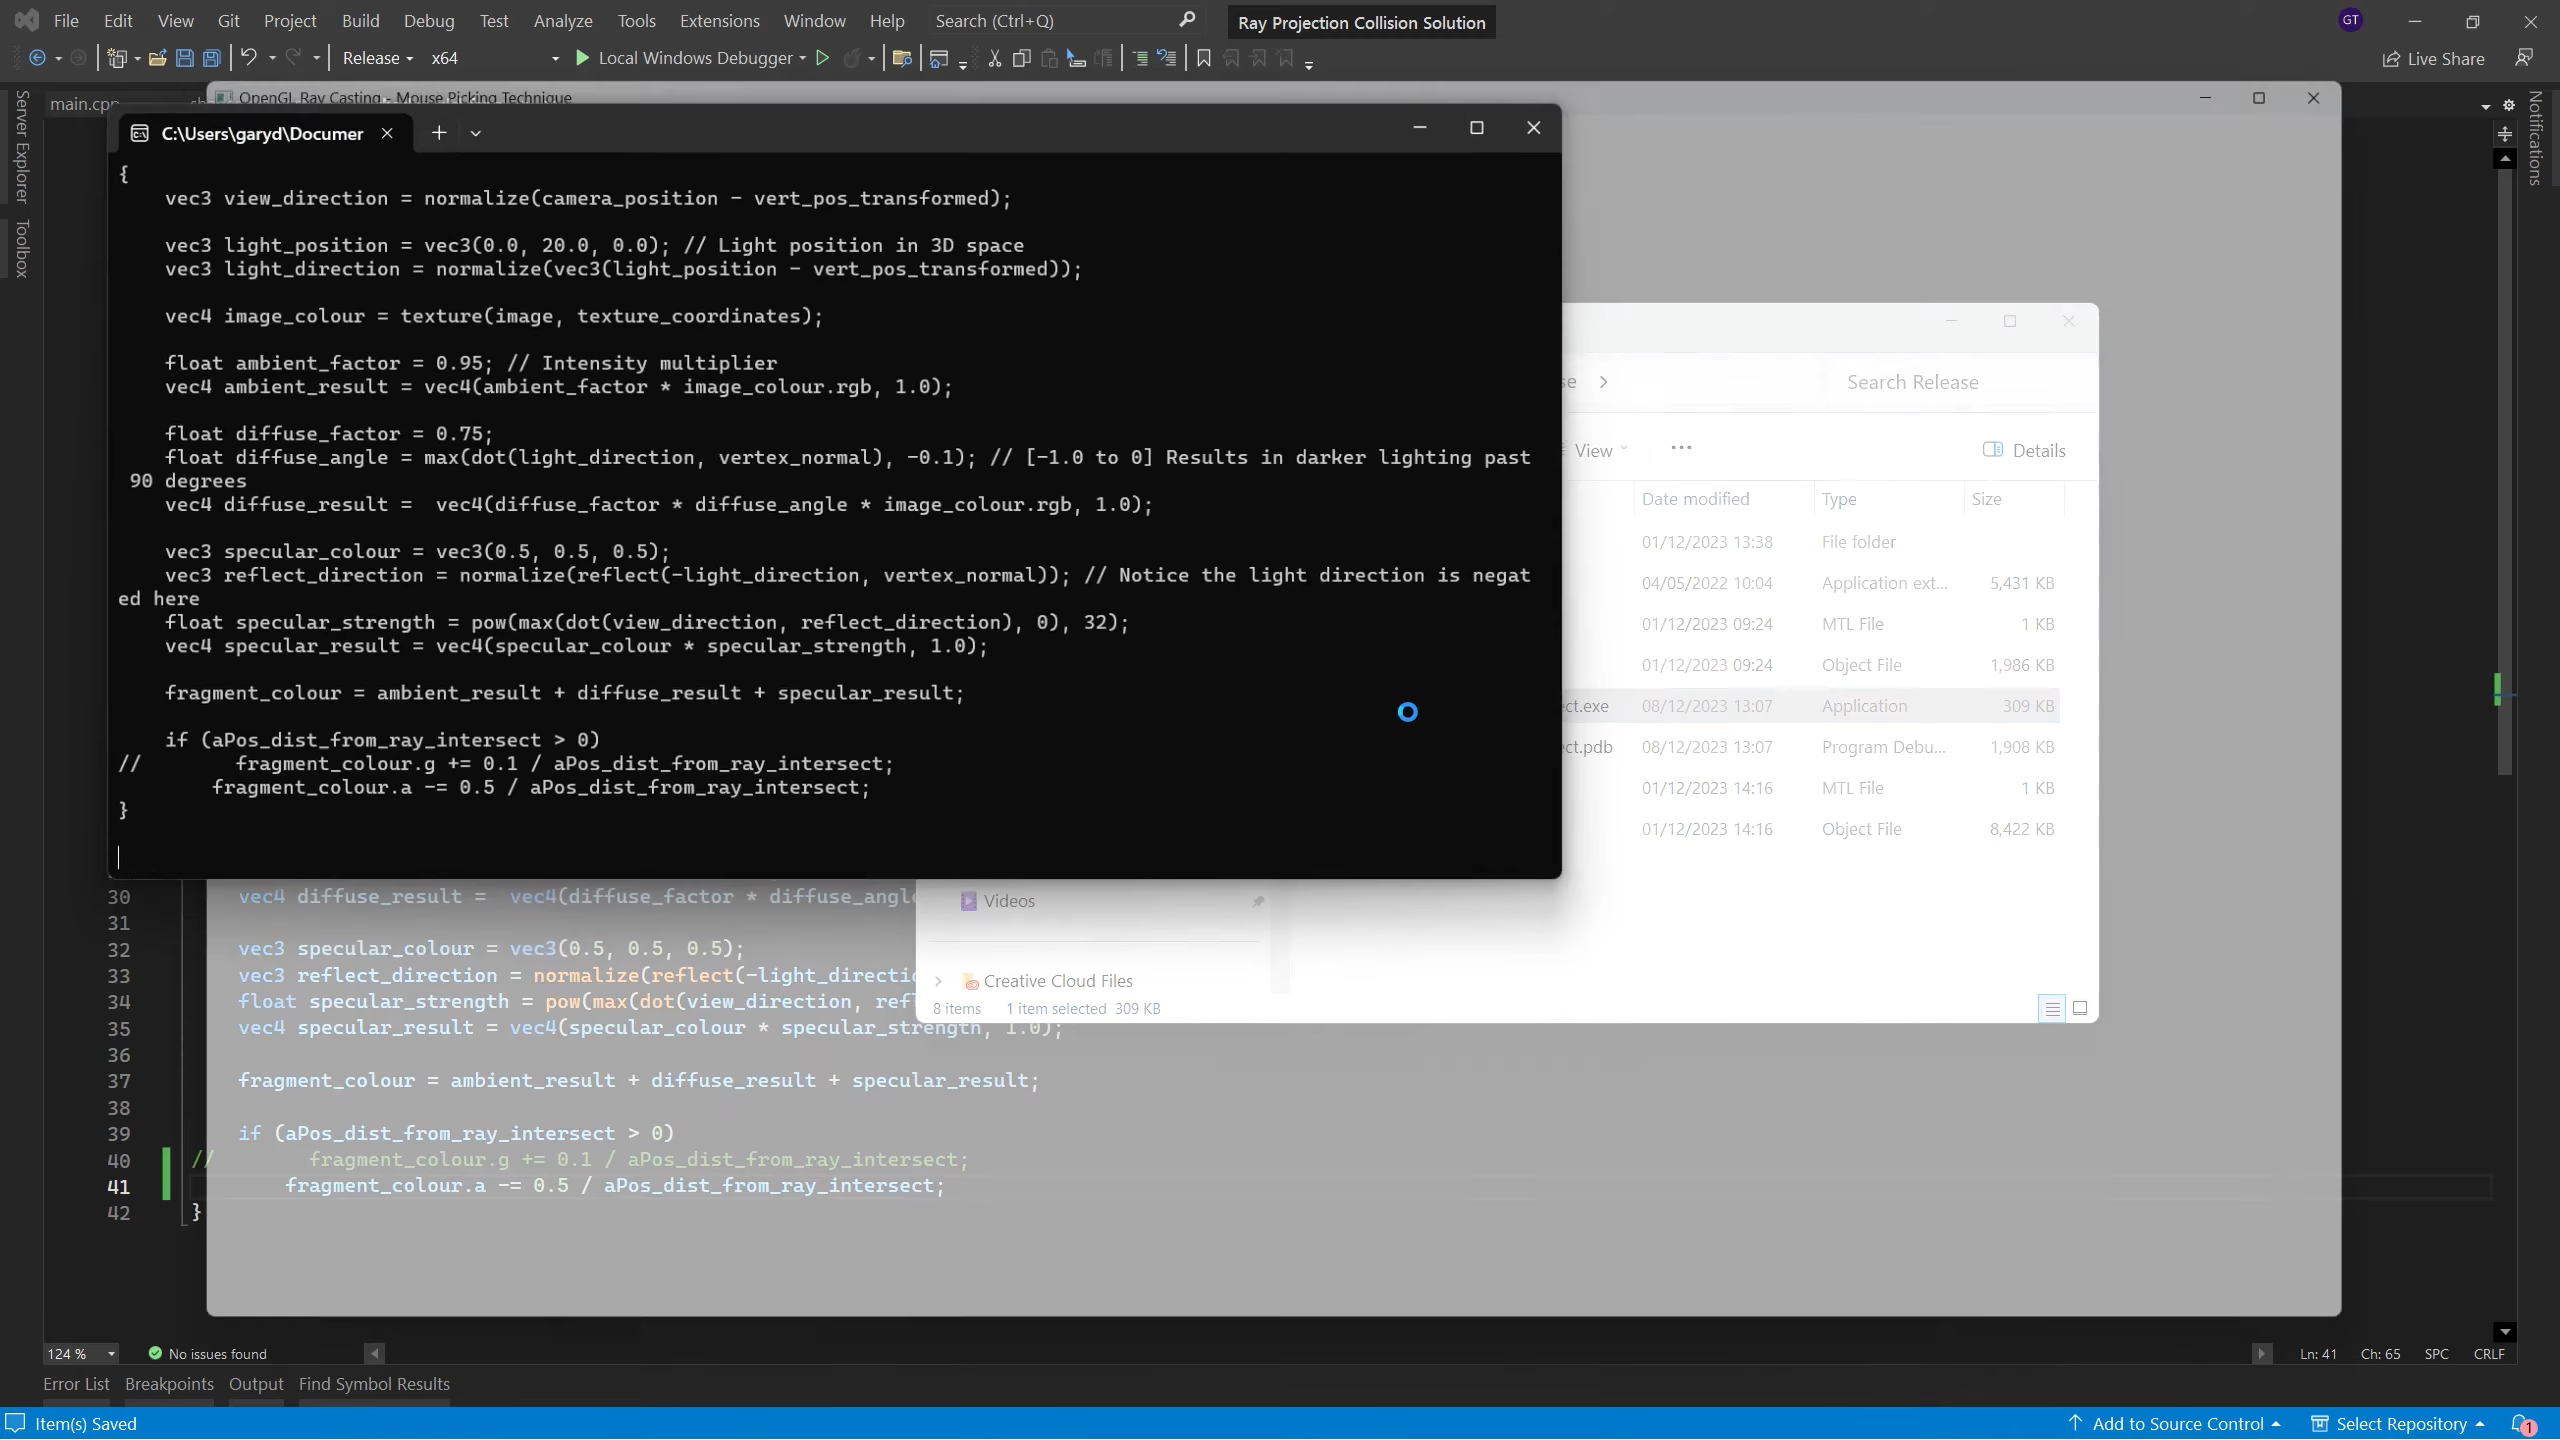 File Edit View Git Project Build Debug Test Analyze Tools Extensions Window Help Search (Ctrl+Q) Ray Projection Collision Solution GT
Release x64 Local Windows Debugger Live Share
Server Explorer
Toolbox
Notifications
main.cpp
OpenGL Ray Casting - Mouse Picking Technique
C:\Users\garyd\Documer
{
vec3 view_direction = normalize(camera_position - vert_pos_transformed);
vec3 light_position = vec3(0.0, 20.0, 0.0); // Light position in 3D space
vec3 light_direction = normalize(vec3(light_position - vert_pos_transformed));
vec4 image_colour = texture(image, texture_coordinates);
float ambient_factor = 0.95; // Intensity multiplier
vec4 ambient_result = vec4(ambient_factor * image_colour.rgb, 1.0);
float diffuse_factor = 0.75;
float diffuse_angle = max(dot(light_direction, vertex_normal), -0.1); // [-1.0 to 0] Results in darker lighting past
90 degrees
vec4 diffuse_result =  vec4(diffuse_factor * diffuse_angle * image_colour.rgb, 1.0);
vec3 specular_colour = vec3(0.5, 0.5, 0.5);
vec3 reflect_direction = normalize(reflect(-light_direction, vertex_normal)); // Notice the light direction is negat
ed here
float specular_strength = pow(max(dot(view_direction, reflect_direction), 0), 32);
vec4 specular_result = vec4(specular_colour * specular_strength, 1.0);
fragment_colour = ambient_result + diffuse_result + specular_result;
if (aPos_dist_from_ray_intersect > 0)
//        fragment_colour.g += 0.1 / aPos_dist_from_ray_intersect;
fragment_colour.a -= 0.5 / aPos_dist_from_ray_intersect;
}
se > Search Release
View ... Details
Date modified Type Size
01/12/2023 13:38 File folder
04/05/2022 10:04 Application ext... 5,431 KB
01/12/2023 09:24 MTL File 1 KB
01/12/2023 09:24 Object File 1,986 KB
ct.exe 08/12/2023 13:07 Application 309 KB
ct.pdb 08/12/2023 13:07 Program Debu... 1,908 KB
01/12/2023 14:16 MTL File 1 KB
01/12/2023 14:16 Object File 8,422 KB
Videos
Creative Cloud Files
8 items 1 item selected 309 KB
30 vec4 diffuse_result =  vec4(diffuse_factor * diffuse_angle
31
32 vec3 specular_colour = vec3(0.5, 0.5, 0.5);
33 vec3 reflect_direction = normalize(reflect(-light_directio
34 float specular_strength = pow(max(dot(view_direction, refl
35 vec4 specular_result = vec4(specular_colour * specular_strength, 1.0);
36
37 fragment_colour = ambient_result + diffuse_result + specular_result;
38
39 if (aPos_dist_from_ray_intersect > 0)
40 //        fragment_colour.g += 0.1 / aPos_dist_from_ray_intersect;
41 fragment_colour.a -= 0.5 / aPos_dist_from_ray_intersect;
42 }
124 % No issues found Ln: 41 Ch: 65 SPC CRLF
Error List Breakpoints Output Find Symbol Results
Item(s) Saved Add to Source Control Select Repository 1